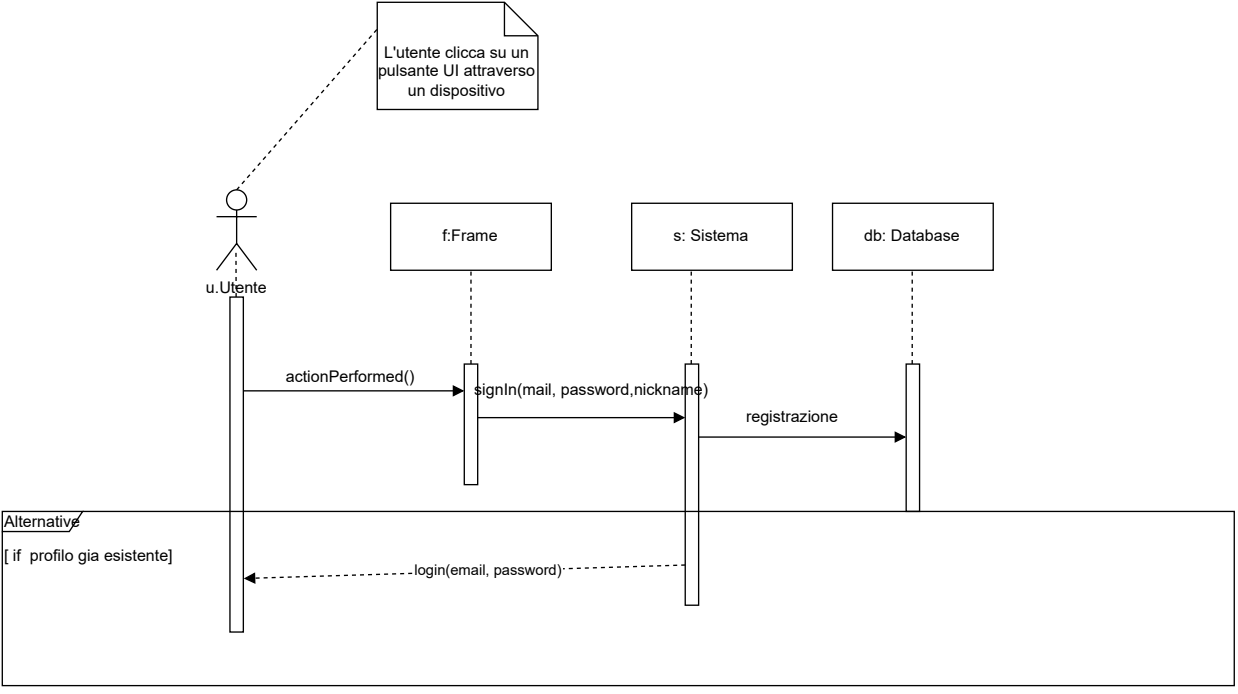 L'utente clicca su un
pulsante UI attraverso
un dispositivo
f:Frame
s: Sistema
db: Database
u.Utente
actionPerformed()
signIn(mail, password,nickname)
registrazione
Alternative
[ if  profilo gia esistente]
login(email, password)